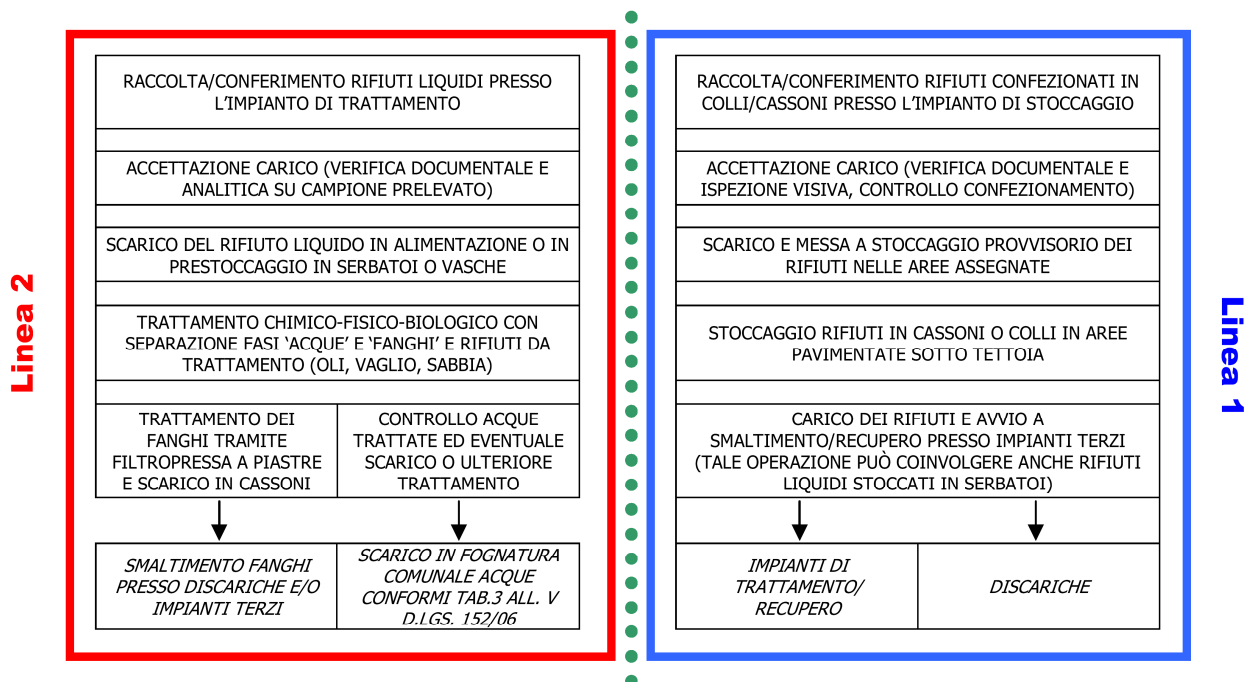 Linea 2
RACCOLTA/CONFERIMENTO RIFIUTI LIQUIDI PRESSO
L'IMPIANTO DI TRATTAMENTO
ACCETTAZIONE CARICO (VERIFICA DOCUMENTALE E
ANALITICA SU CAMPIONE PRELEVATO)
SCARICO DEL RIFIUTO LIQUIDO IN ALIMENTAZIONE O IN
PRESTOCCAGGIO IN SERBATOI O VASCHE
TRATTAMENTO CHIMICO-FISICO-BIOLOGICO CON
SEPARAZIONE FASI ‘ACQUE’ E ‘FANGHI’ E RIFIUTI DA
TRATTAMENTO (OLI, VAGLIO, SABBIA)
TRATTAMENTO DEI
FANGHI TRAMITE
FILTROPRESSA A PIASTRE
E SCARICO IN CASSONI
CONTROLLO ACQUE
TRATTATE ED EVENTUALE
SCARICO O ULTERIORE
TRATTAMENTO
SMALTIMENTO FANGHI
PRESSO DISCARICHE E/O
IMPIANTI TERZI
SCARICO IN FOGNATURA
COMUNALE ACQUE
CONFORMI TAB.3 ALL. V
D.LGS. 152/06
RACCOLTA/CONFERIMENTO RIFIUTI CONFEZIONATI IN
COLLI/CASSONI PRESSO L'IMPIANTO DI STOCCAGGIO
ACCETTAZIONE CARICO (VERIFICA DOCUMENTALE E
ISPEZIONE VISIVA, CONTROLLO CONFEZIONAMENTO)
SCARICO E MESSA A STOCCAGGIO PROVVISORIO DEI
RIFIUTI NELLE AREE ASSEGNATE
STOCCAGGIO RIFIUTI IN CASSONI O COLLI IN AREE
PAVIMENTATE SOTTO TETTOIA
CARICO DEI RIFIUTI E AVVIO A
SMALTIMENTO/RECUPERO PRESSO IMPIANTI TERZI
(TALE OPERAZIONE PUÒ COINVOLGERE ANCHE RIFIUTI
LIQUIDI STOCCATI IN SERBATOI)
IMPIANTI DI
TRATTAMENTO/
RECUPERO
DISCARICHE
Linea 1